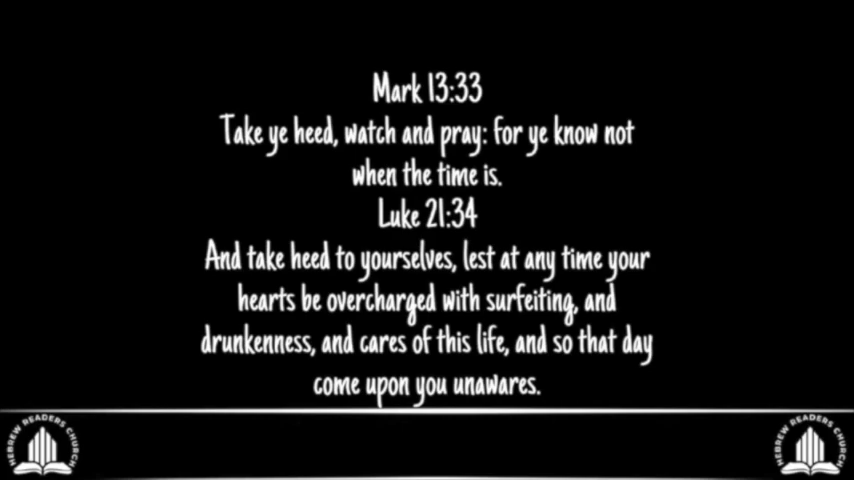 Mark 13:33
Take ye heed, watch and pray: for ye know not
when the time is.
Luke 21:34
And take heed to yourselves, lest at any time your
hearts be overcharged with surfeiting, and
drunkenness, and cares of this life, and so that day
come upon you unawares.
HEBREW READERS CHURCH
HEBREW READERS CHURCH